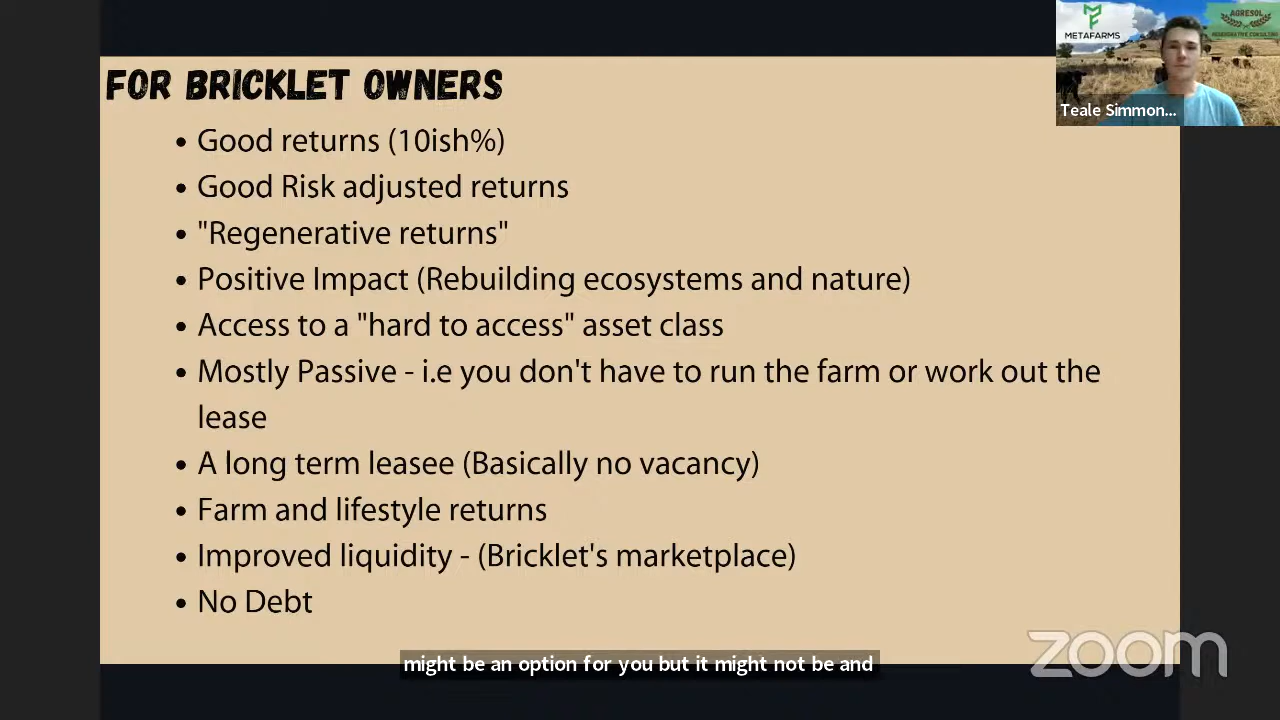 FOR BRICKLET OWNERS
• Good returns (10ish%)
• Good Risk adjusted returns
• "Regenerative returns"
• Positive Impact (Rebuilding ecosystems and nature)
• Access to a "hard to access" asset class
• Mostly Passive - i.e you don't have to run the farm or work out the
lease
• A long term leasee (Basically no vacancy)
• Farm and lifestyle returns
• Improved liquidity - (Bricklet's marketplace)
• No Debt
METAFARMS
AGRESOL
REGENERATIVE CONSULTING
Teale Simmon...
might be an option for you but it might not be and
zoom